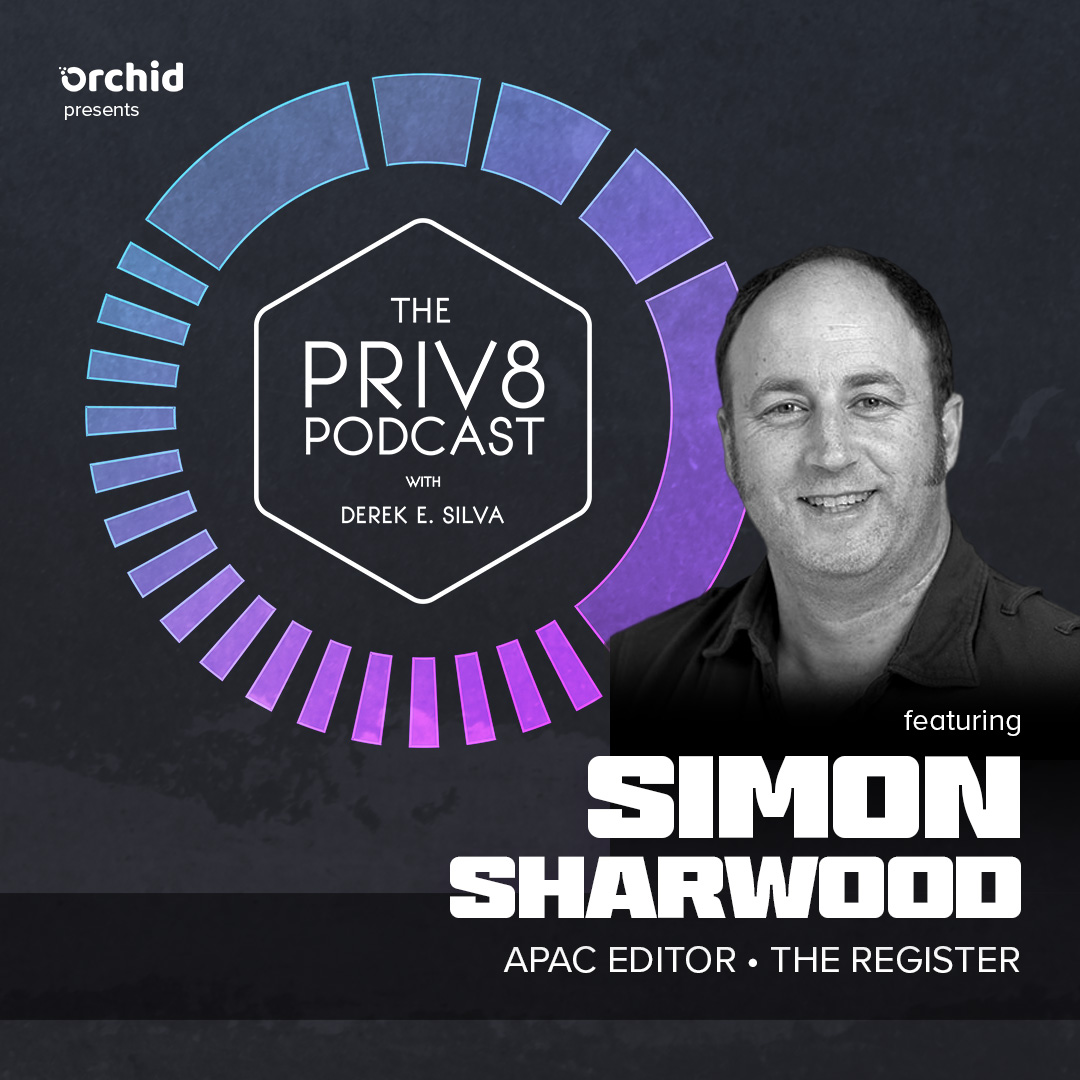 Orchid
presents
THE
PRIV8
PODCAST
WITH
DEREK E. SILVA
featuring
SIMON
SHARWOOD
APAC EDITOR • THE REGISTER